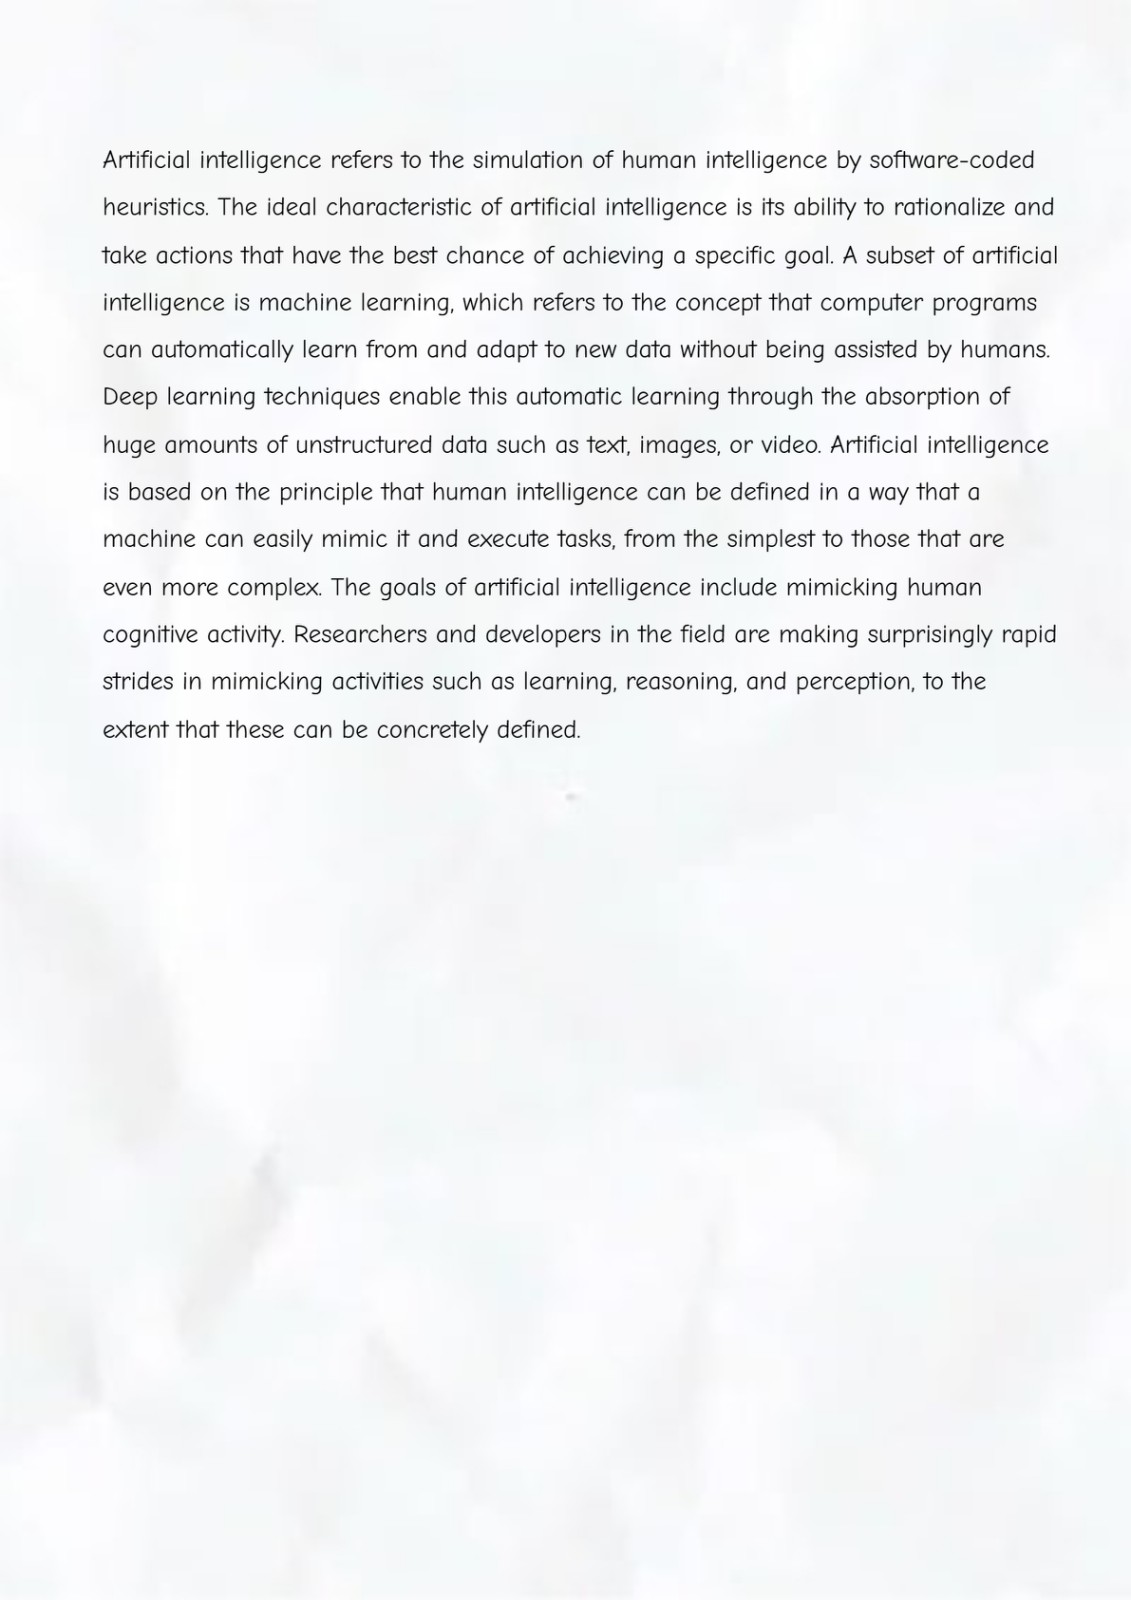 Artificial intelligence refers to the simulation of human intelligence by software-coded
heuristics. The ideal characteristic of artificial intelligence is its ability to rationalize and
take actions that have the best chance of achieving a specific goal. A subset of artificial
intelligence is machine learning, which refers to the concept that computer programs
can automatically learn from and adapt to new data without being assisted by humans.
Deep learning techniques enable this automatic learning through the absorption of
huge amounts of unstructured data such as text, images, or video. Artificial intelligence
is based on the principle that human intelligence can be defined in a way that a
machine can easily mimic it and execute tasks, from the simplest to those that are
even more complex. The goals of artificial intelligence include mimicking human
cognitive activity. Researchers and developers in the field are making surprisingly rapid
strides in mimicking activities such as learning, reasoning, and perception, to the
extent that these can be concretely defined.